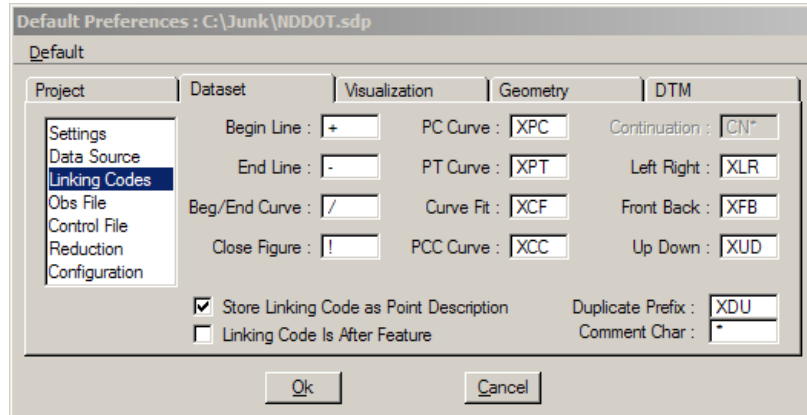 Default Preferences : C:\Junk\NDDOT.sdp
Default
Project Dataset Visualization Geometry DTM
Settings
Data Source
Linking Codes
Obs File
Control File
Reduction
Configuration
Begin Line : + PC Curve : XPC Continuation : CN*
End Line : - PT Curve : XPT Left Right : XLR
Beg/End Curve : / Curve Fit : XCF Front Back : XFB
Close Figure : ! PCC Curve : XCC Up Down : XUD
Store Linking Code as Point Description Duplicate Prefix : XDU
Linking Code Is After Feature Comment Char : *
Ok Cancel